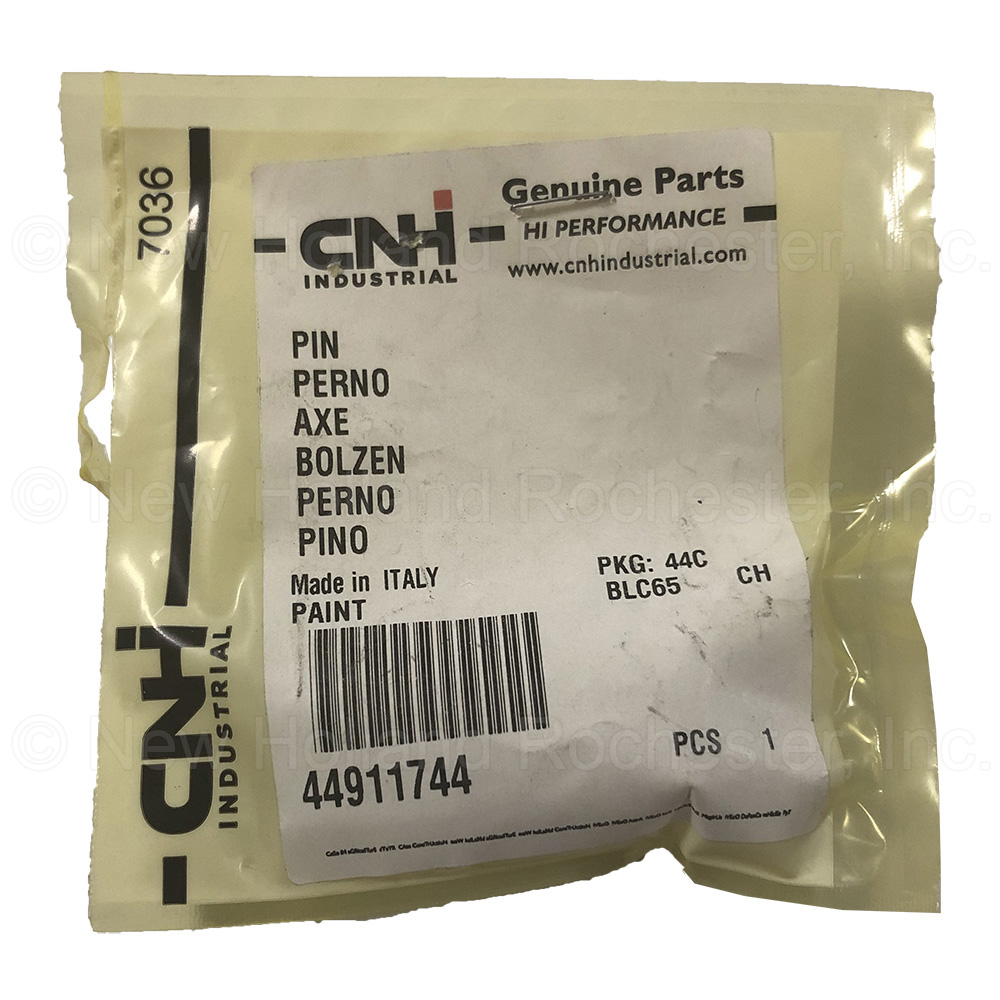 7036
CNH
INDUSTRIAL
Genuine Parts
HI PERFORMANCE
www.cnhindustrial.com
PIN
PERNO
AXE
BOLZEN
PERNO
PINO
Made in ITALY
PAINT
PKG: 44C
BLC65
CH
44911744
PCS 1
CNH
INDUSTRIAL
© New Holland Rochester, Inc.
© New Holland Rochester, Inc.
© New Holland Rochester, Inc.